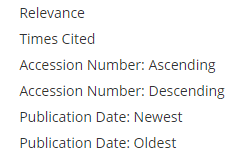 Relevance
Times Cited
Accession Number: Ascending
Accession Number: Descending
Publication Date: Newest
Publication Date: Oldest